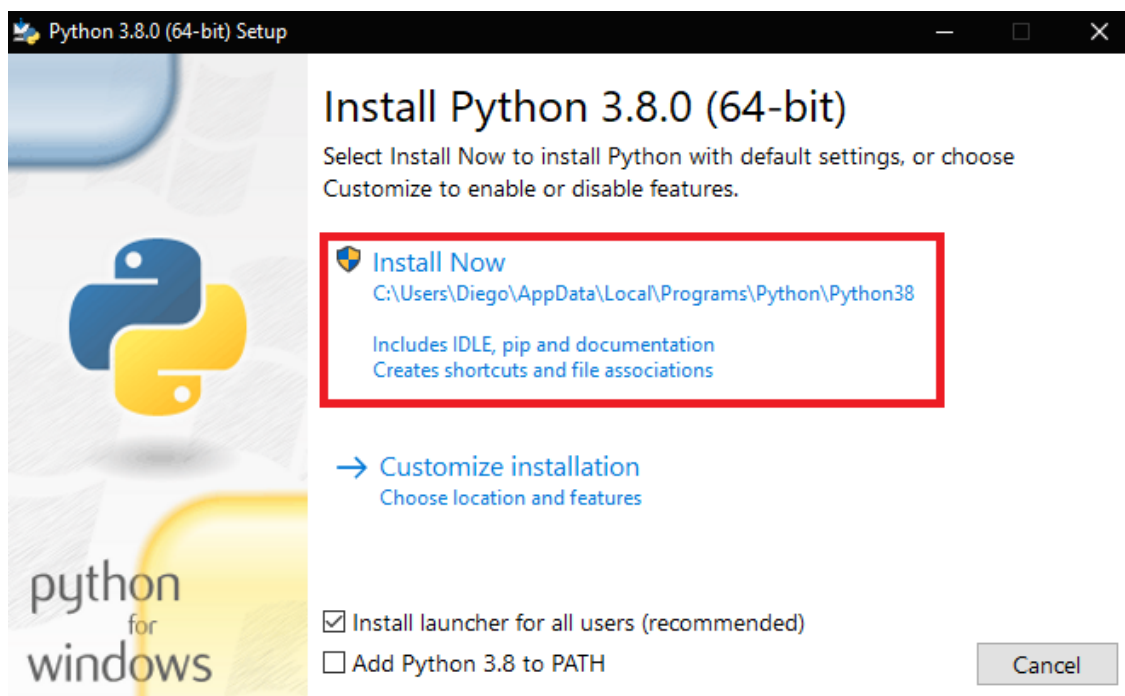 Python 3.8.0 (64-bit) Setup
Install Python 3.8.0 (64-bit)
Select Install Now to install Python with default settings, or choose
Customize to enable or disable features.
Install Now
C:\Users\Diego\AppData\Local\Programs\Python\Python38
Includes IDLE, pip and documentation
Creates shortcuts and file associations
Customize installation
Choose location and features
python
for
windows
Install launcher for all users (recommended)
Add Python 3.8 to PATH
Cancel